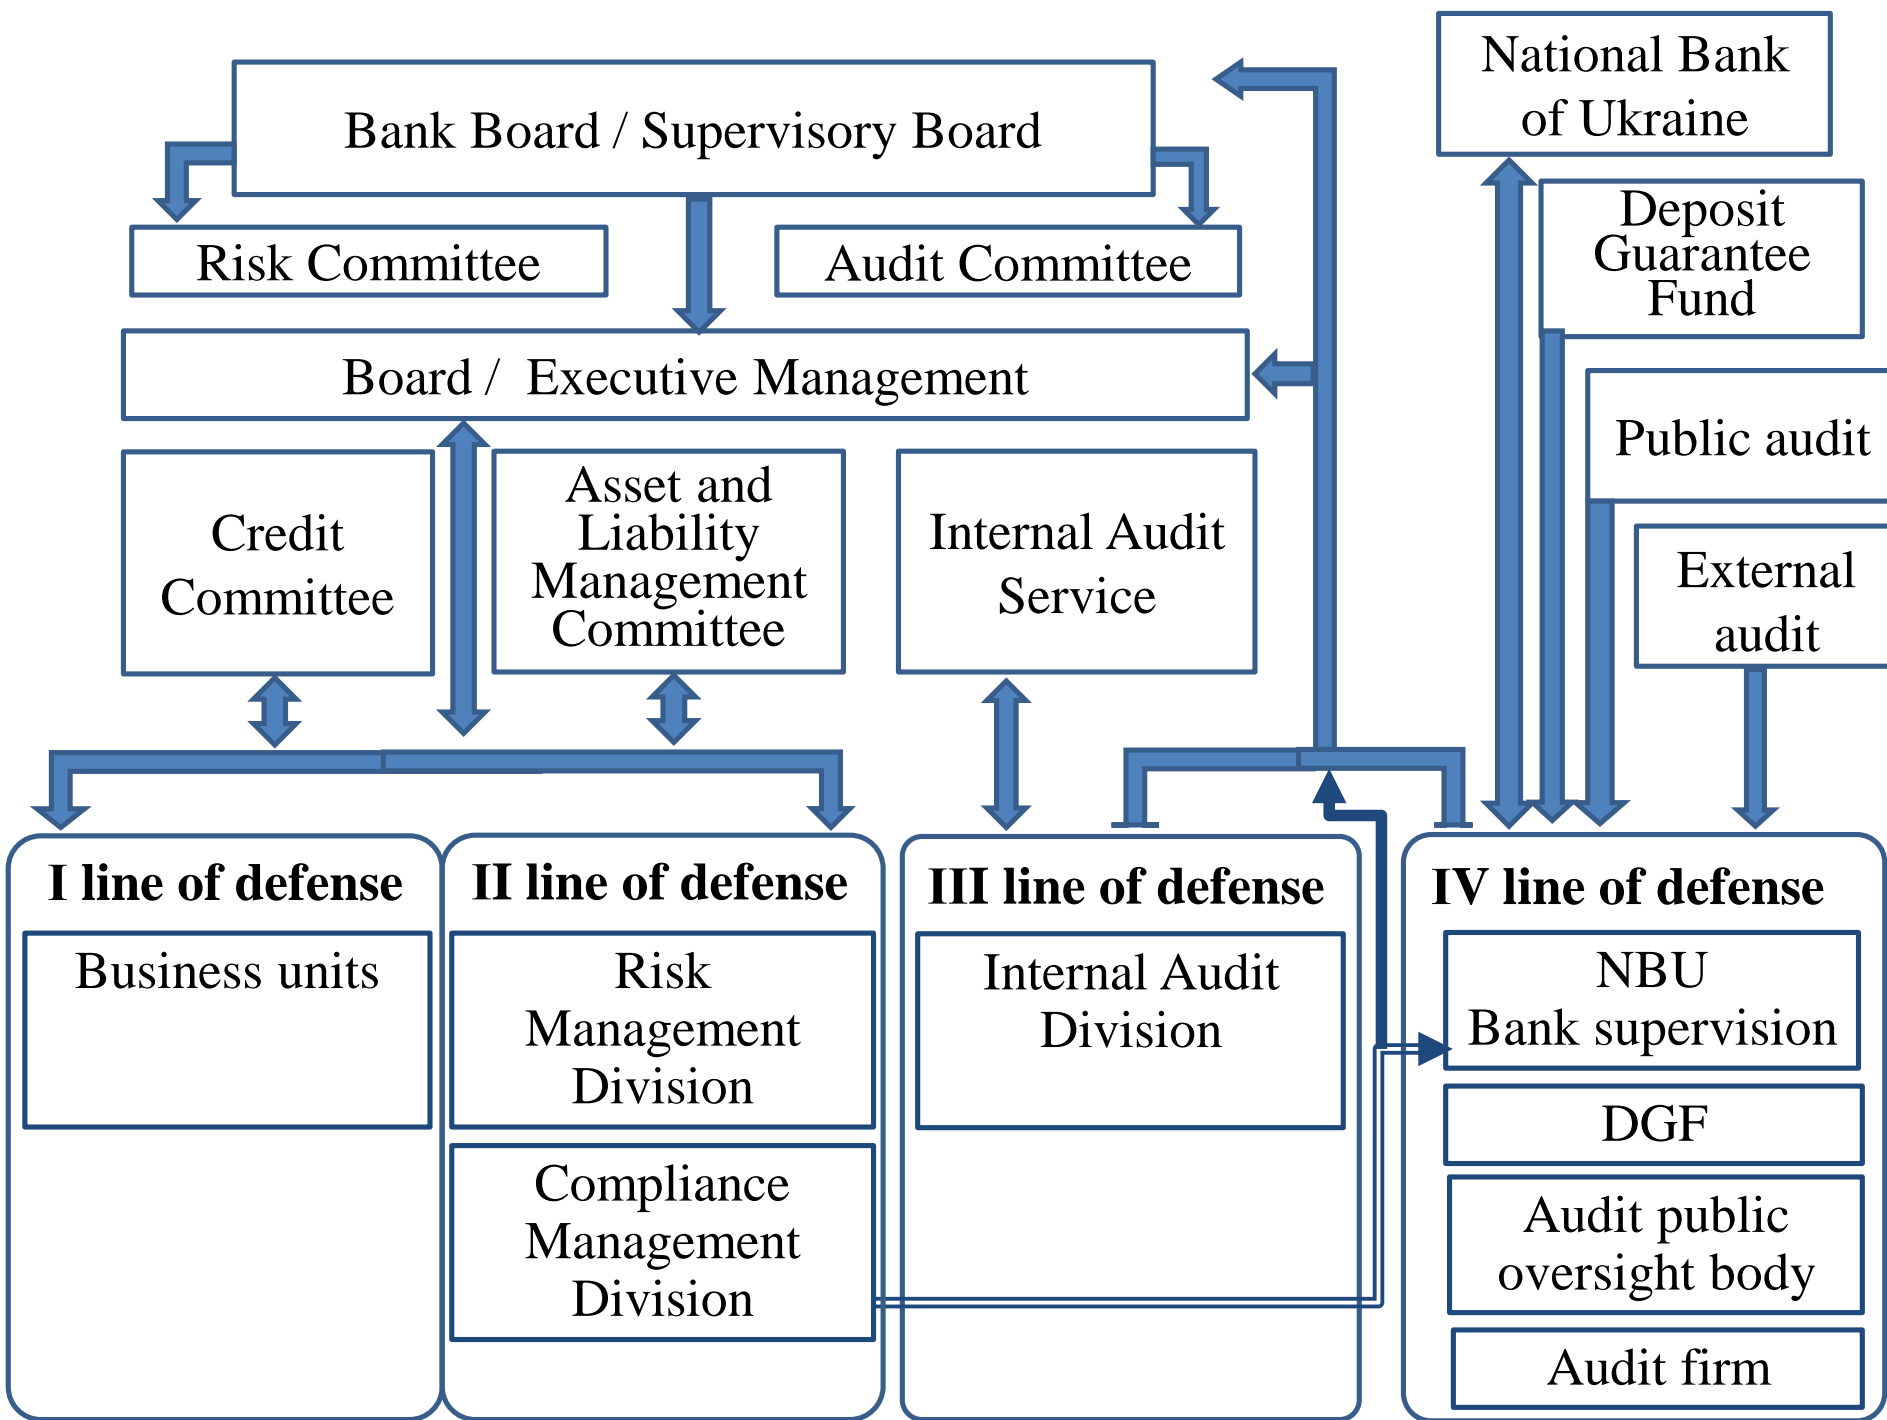 National Bank
of Ukraine
Bank Board / Supervisory Board
Deposit
Guarantee
Fund
Risk Committee
Audit Committee
Board / Executive Management
Public audit
Credit
Committee
Asset and
Liability
Management
Committee
Internal Audit
Service
External
audit
I line of defense
Business units
II line of defense
Risk
Management
Division
Compliance
Management
Division
III line of defense
Internal Audit
Division
IV line of defense
NBU
Bank supervision
DGF
Audit public
oversight body
Audit firm